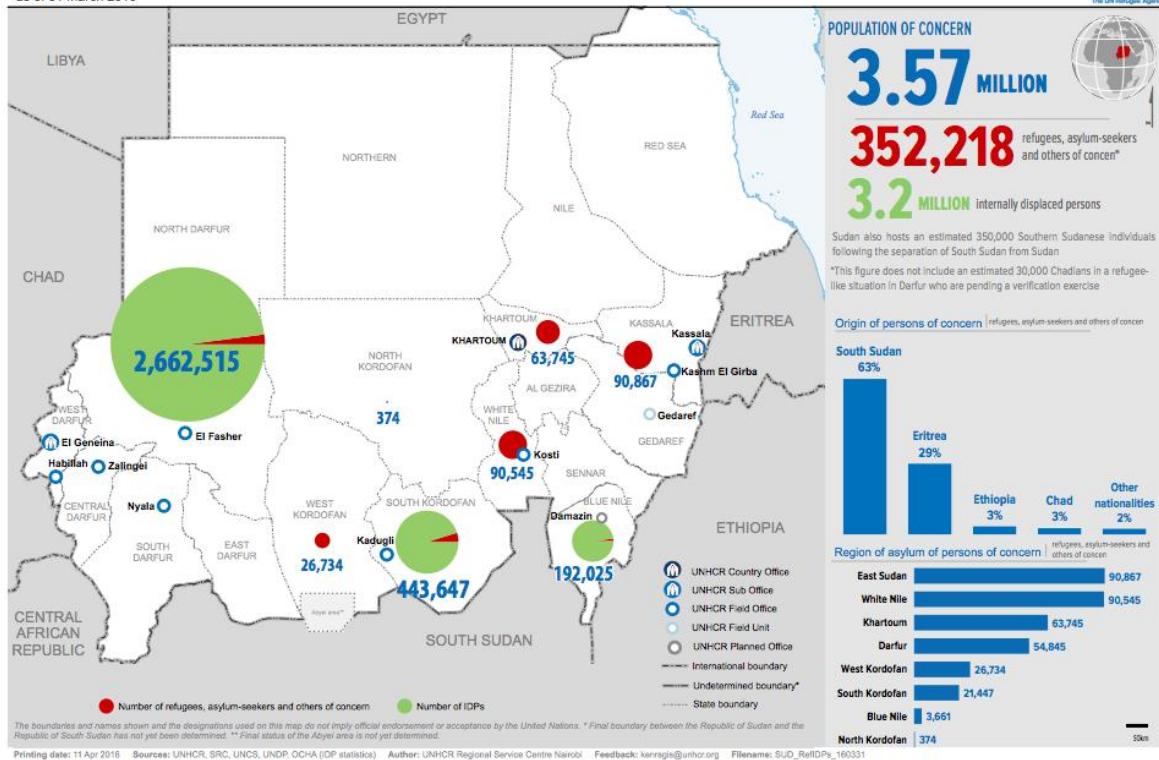 The UN Refugee Agency
EGYPT
LIBYA
Red Sea
NORTHERN
RED SEA
NILE
NORTH DARFUR
CHAD
KHARTOUM
KASSALA
Kassala
ERITREA
KHARTOUM
63,745
2,662,515
NORTH
KORDOFAN
90,867
Kashm El Girba
AL GEZIRA
374
WHITE
NILE
Gedaref
WEST
DARFUR
El Fasher
GEDAREF
El Geneina
Kosti
Habillah
Zalingei
90,545
SENNAR
Nyala
WEST
KORDOFAN
SOUTH KORDOFAN
BLUE NILE
CENTRAL
DARFUR
Damazin
ETHIOPIA
SOUTH
DARFUR
EAST
DARFUR
Kadugli
26,734
443,647
192,025
Abyei area**
CENTRAL
AFRICAN
REPUBLIC
SOUTH SUDAN
UNHCR Country Office
UNHCR Sub Office
UNHCR Field Office
UNHCR Field Unit
UNHCR Planned Office
International boundary
Undetermined boundary*
State boundary
Number of refugees, asylum-seekers and others of concern
Number of IDPs
The boundaries and names shown and the designations used on this map do not imply official endorsement or acceptance by the United Nations. * Final boundary between the Republic of Sudan and the
Republic of South Sudan has not yet been determined. ** Final status of the Abyei area is not yet determined.
POPULATION OF CONCERN
3.57 MILLION
352,218 refugees, asylum-seekers
and others of concen*
3.2 MILLION internally displaced persons
Sudan also hosts an estimated 350,000 Southern Sudanese individuals
following the separation of South Sudan from Sudan
*This figure does not include an estimated 30,000 Chadians in a refugee-
like situation in Darfur who are pending a verification exercise
Origin of persons of concern | refugees, asylum-seekers and others of concen
South Sudan
63%
Eritrea
29%
Ethiopia
3%
Chad
3%
Other
nationalities
2%
Region of asylum of persons of concern | refugees, asylum-seekers and
others of concen
East Sudan 90,867
White Nile 90,545
Khartoum 63,745
Darfur 54,845
West Kordofan 26,734
South Kordofan 21,447
Blue Nile 3,661
North Kordofan 374
50km
Printing date: 11 Apr 2016 Sources: UNHCR, SRC, UNCS, UNDP, OCHA (IDP statistics) Author: UNHCR Regional Service Centre Nairobi Feedback: kenrsgis@unhcr.org Filename: SUD_RefIDPs_160331